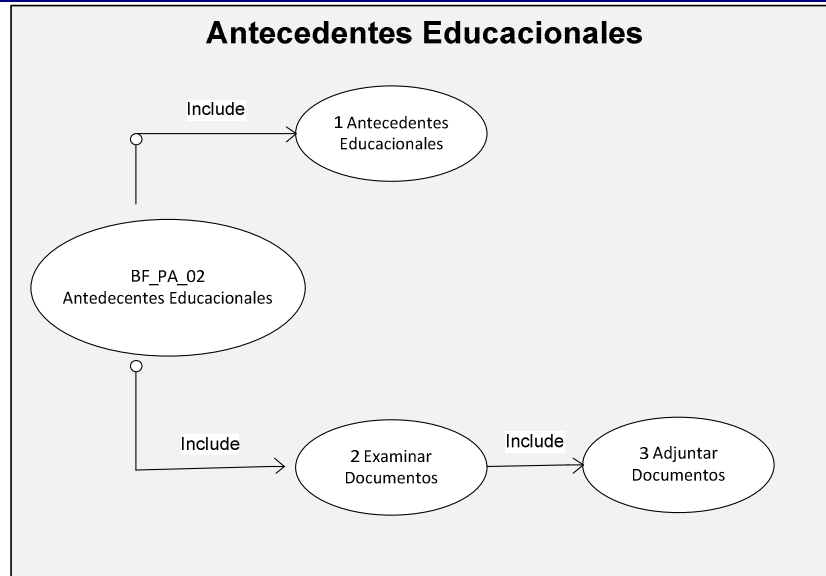 Antecedentes Educacionales
Include
1 Antecedentes
Educacionales
BF_PA_02
Antedecentes Educacionales
Include
2 Examinar
Documentos
Include
3 Adjuntar
Documentos